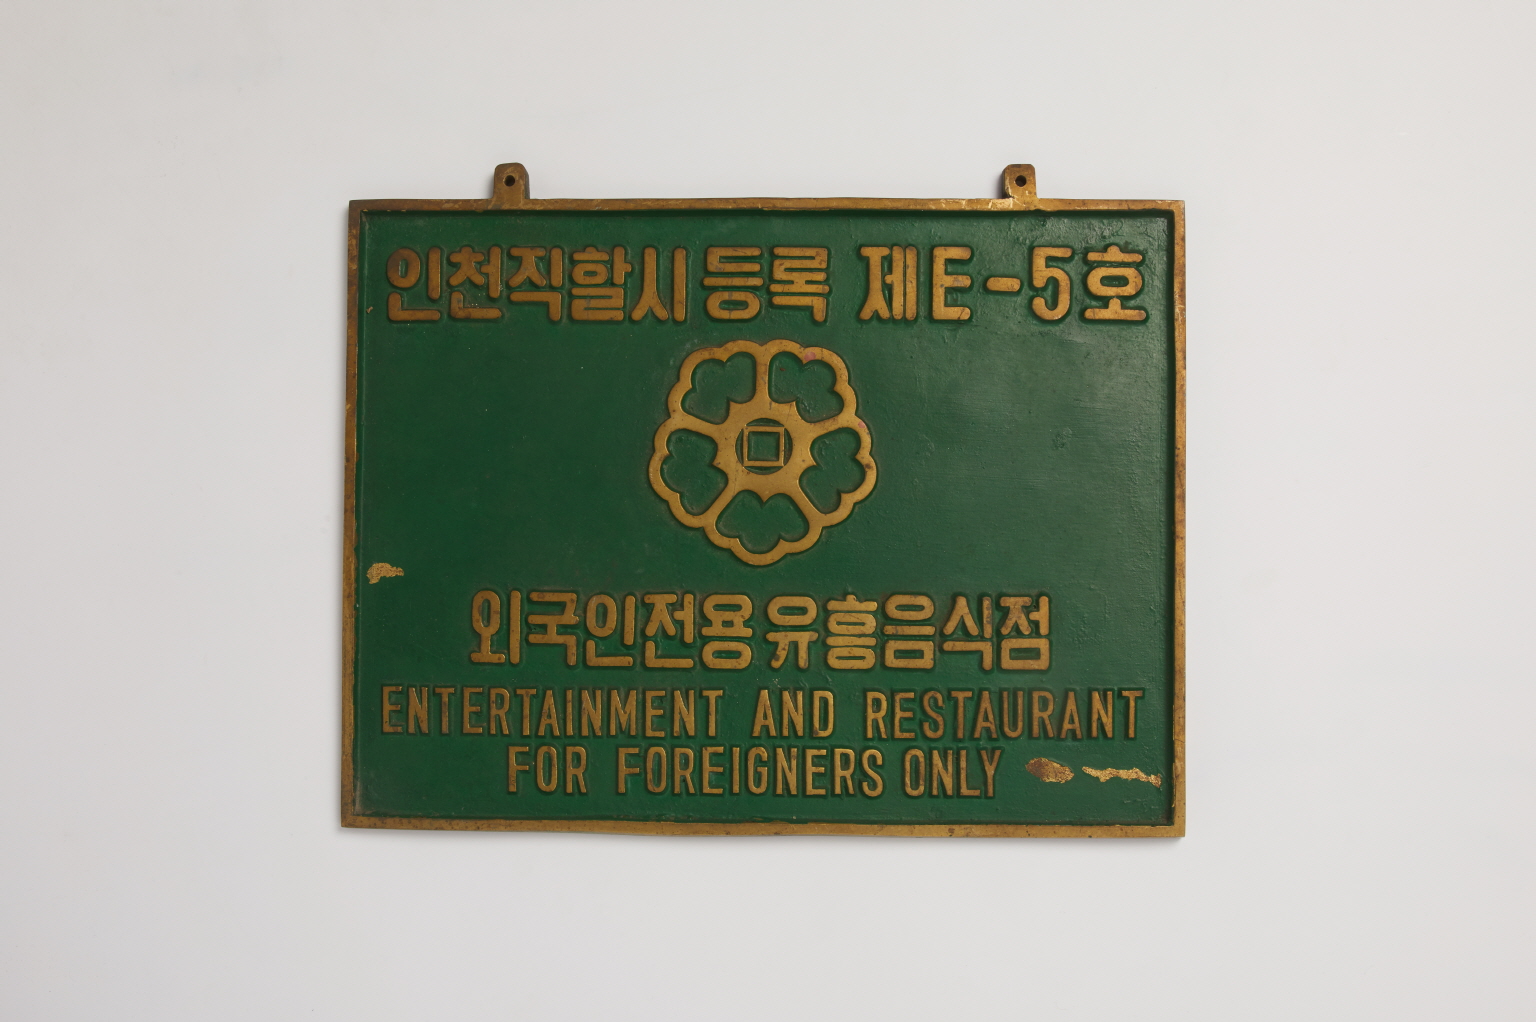 인천직할시등록 제E-5호
외국인전용유흥음식점
ENTERTAINMENT AND RESTAURANT
FOR FOREIGNERS ONLY